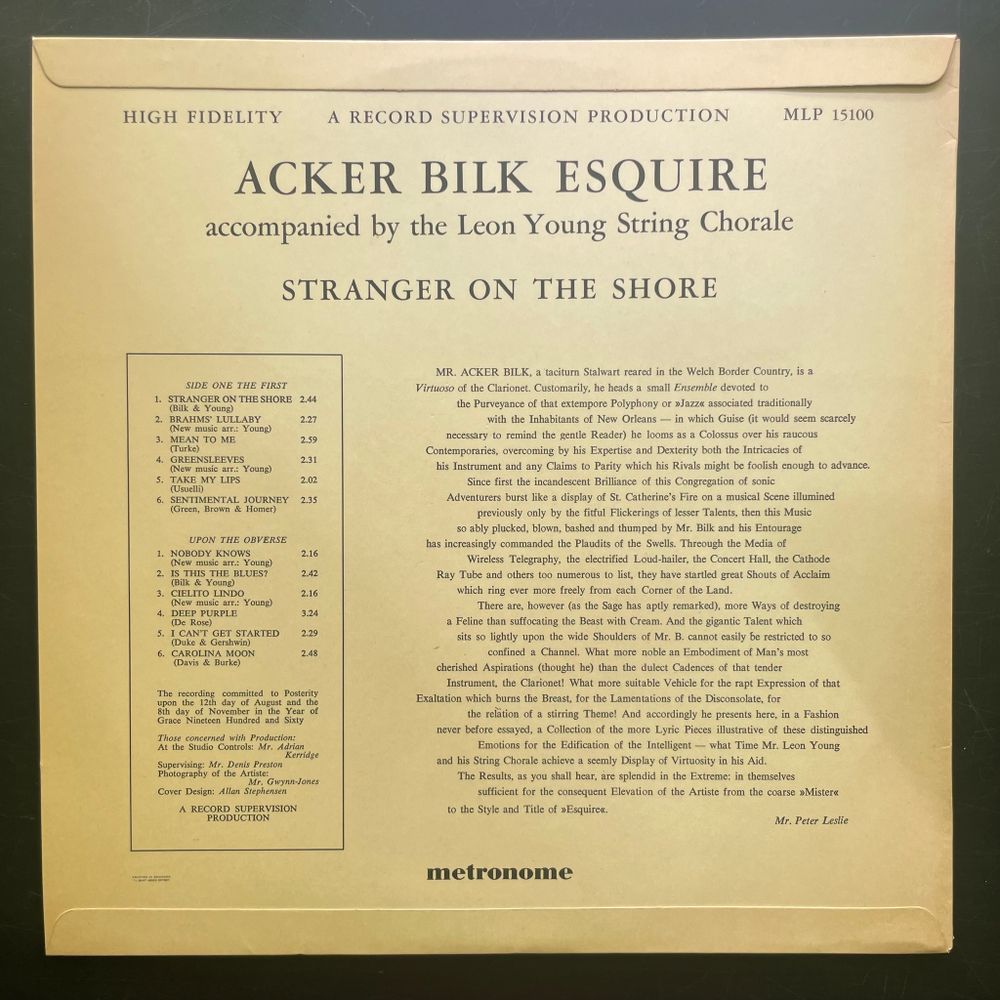 HIGH FIDELITY A RECORD SUPERVISION PRODUCTION MLP 15100
ACKER BILK ESQUIRE
accompanied by the Leon Young String Chorale
STRANGER ON THE SHORE
SIDE ONE THE FIRST
1. STRANGER ON THE SHORE 2.44
(Bilk & Young)
2. BRAHMS' LULLABY 2.27
(New music arr.: Young)
3. MEAN TO ME 2.59
(Turke)
4. GREENSLEEVES 2.31
(New music arr.: Young)
5. TAKE MY LIPS 2.02
(Usuelli)
6. SENTIMENTAL JOURNEY 2.35
(Green, Brown & Homer)
UPON THE OBVERSE
1. NOBODY KNOWS 2.16
(New music arr.: Young)
2. IS THIS THE BLUES? 2.42
(Bilk & Young)
3. CIELITO LINDO 2.16
(New music arr.: Young)
4. DEEP PURPLE 3.24
(De Rose)
5. I CAN'T GET STARTED 2.29
(Duke & Gershwin)
6. CAROLINA MOON 2.48
(Davis & Burke)
The recording committed to Posterity
upon the 12th day of August and the
8th day of November in the Year of
Grace Nineteen Hundred and Sixty
Those concerned with Production:
At the Studio Controls: Mr. Adrian
Kerridge
Supervising: Mr. Denis Preston
Photography of the Artiste:
Mr. Gwynn-Jones
Cover Design: Allan Stephensen
A RECORD SUPERVISION
PRODUCTION
MR. ACKER BILK, a taciturn Stalwart reared in the Welch Border Country, is a
Virtuoso of the Clarionet. Customarily, he heads a small Ensemble devoted to
the Purveyance of that extempore Polyphony or »Jazz« associated traditionally
with the Inhabitants of New Orleans — in which Guise (it would seem scarcely
necessary to remind the gentle Reader) he looms as a Colossus over his raucous
Contemporaries, overcoming by his Expertise and Dexterity both the Intricacies of
his Instrument and any Claims to Parity which his Rivals might be foolish enough to advance.
Since first the incandescent Brilliance of this Congregation of sonic
Adventurers burst like a display of St. Catherine's Fire on a musical Scene illumined
previously only by the fitful Flickerings of lesser Talents, then this Music
so ably plucked, blown, bashed and thumped by Mr. Bilk and his Entourage
has increasingly commanded the Plaudits of the Swells. Threough the Media of
Wireless Telegraphy, the electrified Loud-hailer, the Concert Hall, the Cathode
Ray Tube and others too numerous to list, they have startled great Shouts of Acclaim
which ring ever more freely from each Corner of the Land.
There are, however (as the Sage has aptly remarked), more Ways of destroying
a Feline than suffocating the Beast with Cream. And the gigantic Talent which
sits so lightly upon the wide Shoulders of Mr. B. cannot easily be restricted to so
confined a Channel. What more noble an Embodiment of Man's most
cherished Aspirations (thought he) than the dulect Cadences of that tender
Instrument, the Clarionet! What more suitable Vehicle for the rapt Expression of that
Exaltation which burns the Breast, for the Lamentations of the Disconsolate, for
the relation of a stirring Theme! And accordingly he presents here, in a Fashion
never before essayed, a Collection of the more Lyric Pieces illustrative of these distinguished
Emotions for the Edification of the Intelligent — what Time Mr. Leon Young
and his String Chorale achieve a seemly Display of Virtuosity in his Aid.
The Results, as you shall hear, are splendid in the Extreme: in themselves
sufficient for the consequent Elevation of the Artiste from the coarse »Mister«
to the Style and Title of »Esquire«.
Mr. Peter Leslie
metronome